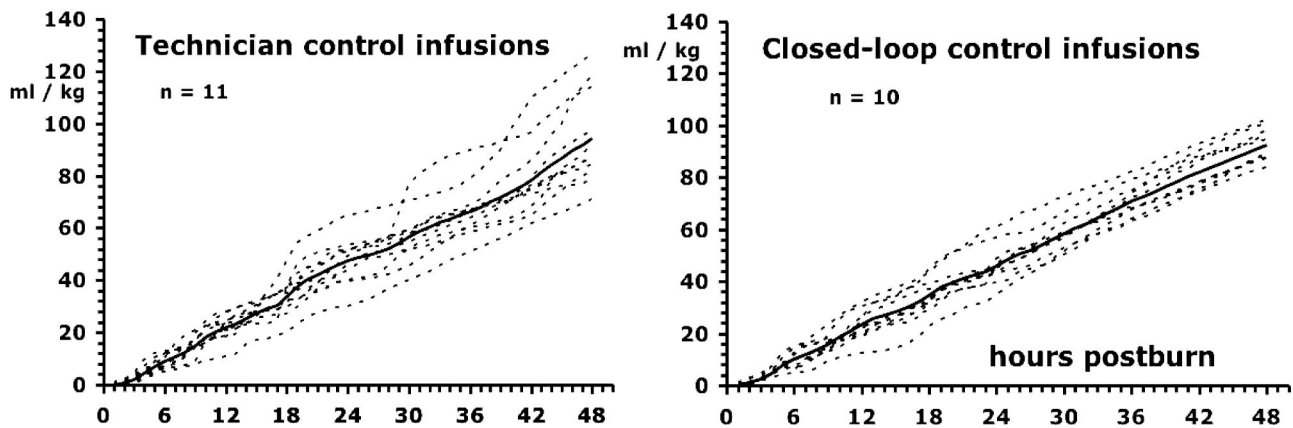 140
Technician control infusions
120
ml / kg
n = 11
100
80
60
40
20
0
0 6 12 18 24 30 36 42 48
140
Closed-loop control infusions
120
ml / kg
n = 10
100
80
60
40
20
hours postburn
0
0 6 12 18 24 30 36 42 48